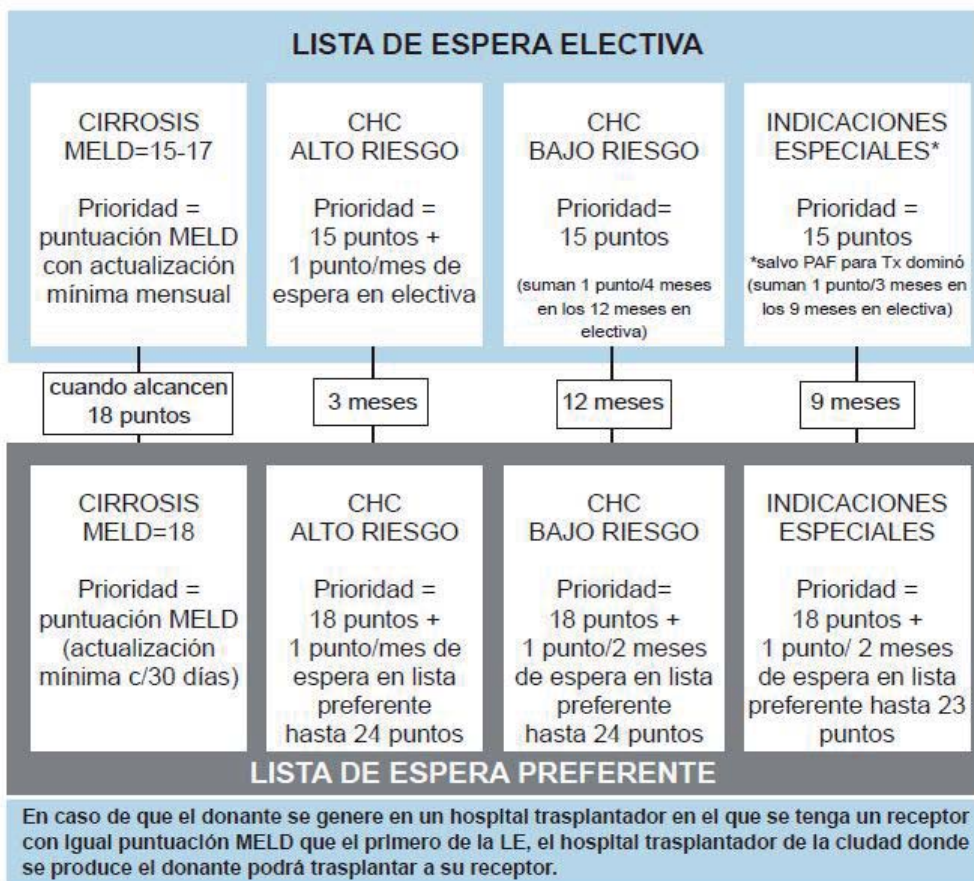 LISTA DE ESPERA ELECTIVA
CIRROSIS
MELD=15-17
Prioridad =
puntuación MELD
con actualización
mínima mensual
CHC
ALTO RIESGO
Prioridad =
15 puntos +
1 punto/mes de
espera en electiva
CHC
BAJO RIESGO
Prioridad=
15 puntos
(suman 1 punto/4 meses
en los 12 meses en
electiva)
INDICACIONES
ESPECIALES*
Prioridad =
15 puntos
*salvo PAF para Tx dominó
(suman 1 punto/3 meses en
los 9 meses en electiva)
cuando alcancen
18 puntos
3 meses
12 meses
9 meses
CIRROSIS
MELD=18
Prioridad =
puntuación MELD
(actualización
mínima c/30 días)
CHC
ALTO RIESGO
Prioridad =
18 puntos +
1 punto/mes de
espera en lista
preferente
hasta 24 puntos
CHC
BAJO RIESGO
Prioridad=
18 puntos +
1 punto/2 meses
de espera en lista
preferente
hasta 24 puntos
INDICACIONES
ESPECIALES
Prioridad =
18 puntos +
1 punto/ 2 meses
de espera en lista
preferente hasta 23
puntos
LISTA DE ESPERA PREFERENTE
En caso de que el donante se genere en un hospital trasplantador en el que se tenga un receptor
con igual puntuación MELD que el primero de la LE, el hospital trasplantador de la ciudad donde
se produce el donante podrá trasplantar a su receptor.